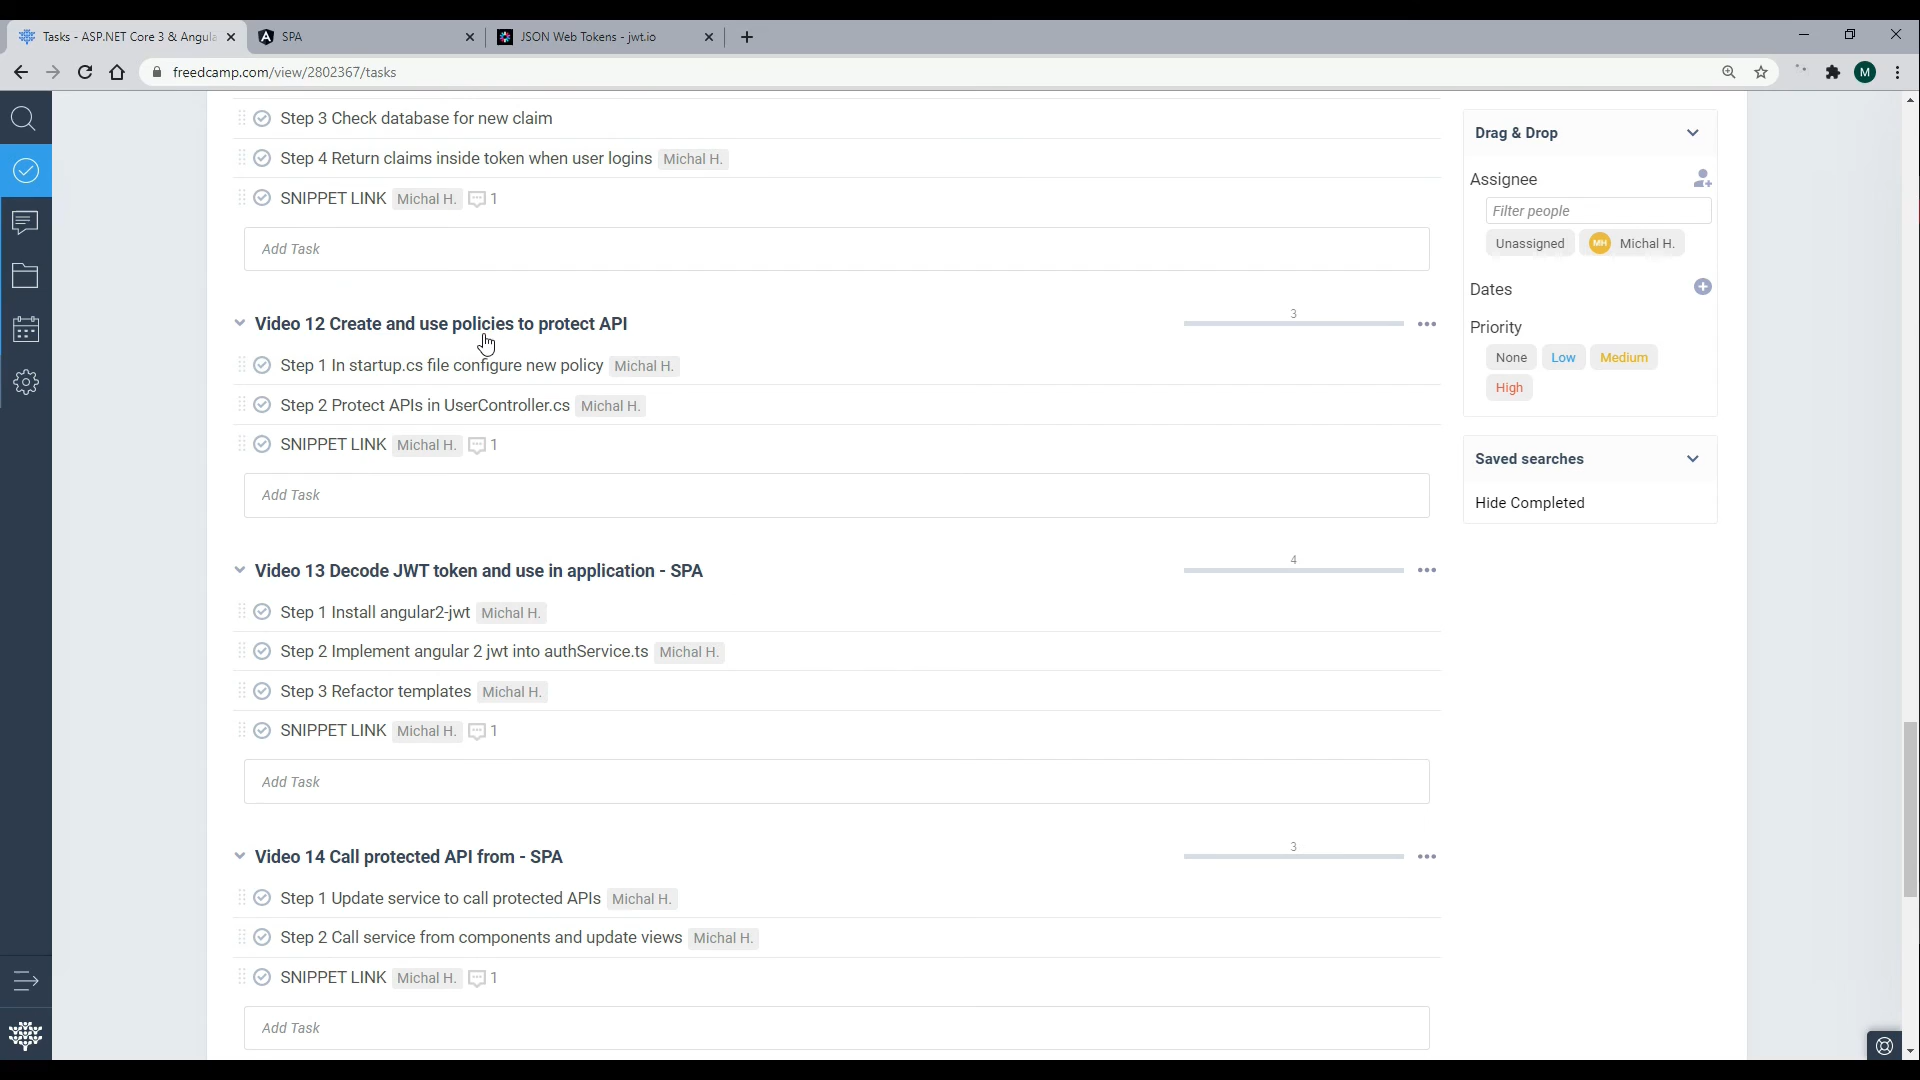 Tasks - ASP.NET Core 3 & Angula
SPA
JSON Web Tokens - jwt.io
freedcamp.com/view/2802367/tasks
M
Step 3 Check database for new claim
Step 4 Return claims inside token when user logins Michal H.
SNIPPET LINK Michal H. 1
Add Task
Video 12 Create and use policies to protect API 3
Step 1 In startup.cs file configure new policy Michal H.
Step 2 Protect APIs in UserController.cs Michal H.
SNIPPET LINK Michal H. 1
Add Task
Video 13 Decode JWT token and use in application - SPA 4
Step 1 Install angular2-jwt Michal H.
Step 2 Implement angular 2 jwt into authService.ts Michal H.
Step 3 Refactor templates Michal H.
SNIPPET LINK Michal H. 1
Add Task
Video 14 Call protected API from - SPA 3
Step 1 Update service to call protected APIs Michal H.
Step 2 Call service from components and update views Michal H.
SNIPPET LINK Michal H. 1
Add Task
Drag & Drop
Assignee
Filter people
Unassigned MH Michal H.
Dates
Priority
None Low Medium
High
Saved searches
Hide Completed